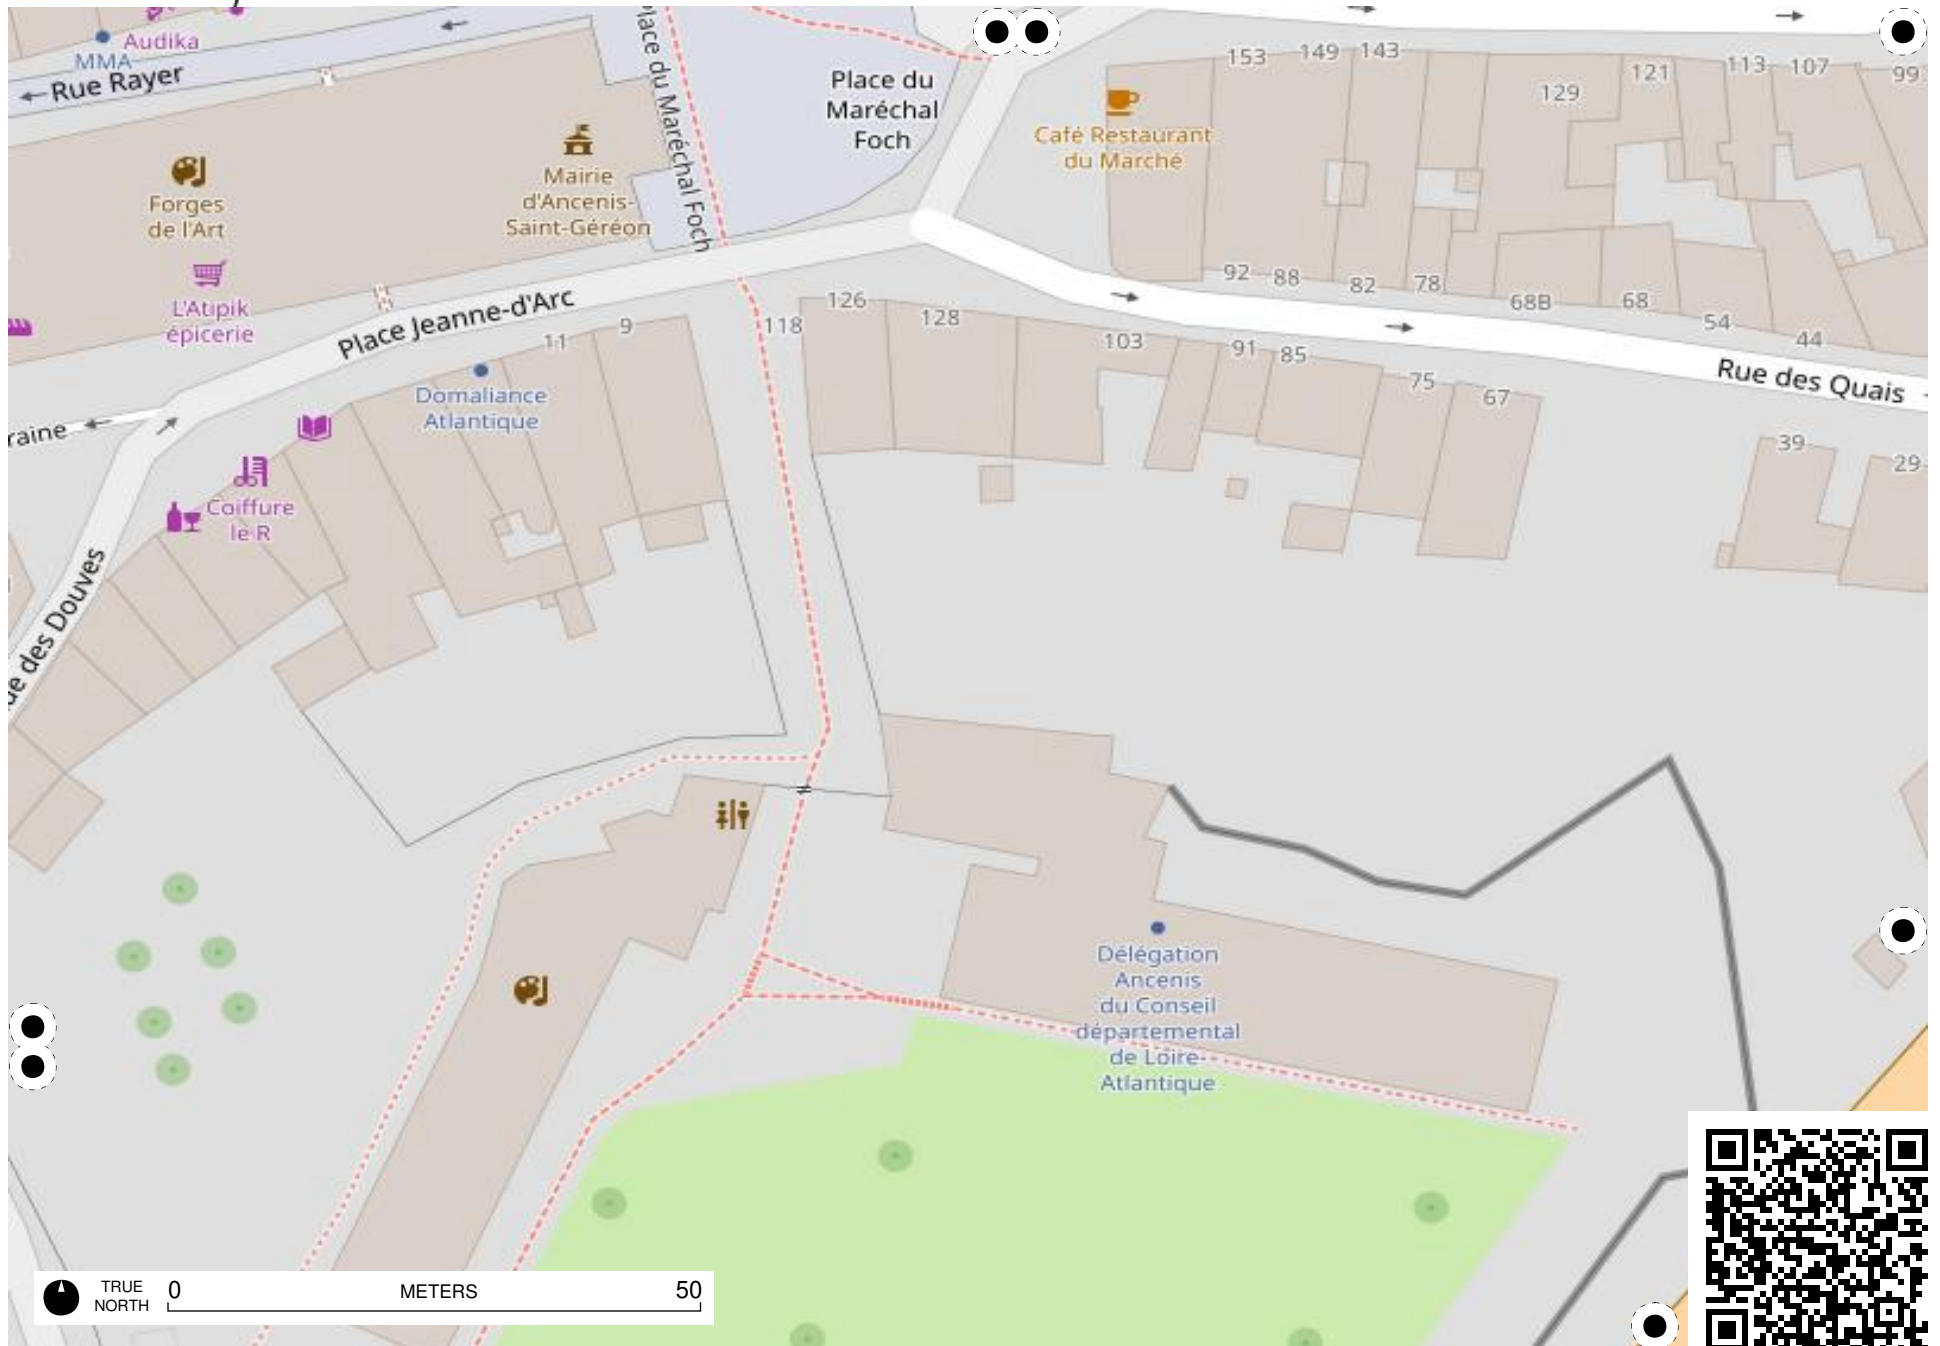 Audika
MMA
Rue Rayer
Place du Maréchal Foch
Place du
Maréchal
Foch
153
149
143
129
121
113
107
99
Café Restaurant
du Marché
Forges
de l'Art
Mairie
d'Ancenis-
Saint-Géréon
L'Atipik
épicerie
Place Jeanne-d'Arc
11
9
118
126
128
103
91
85
75
67
92
88
82
78
68B
68
54
44
Rue des Quais
39
29
raine
Domaliance
Atlantique
Coiffure
le R
ue des Douves
Délégation
Ancenis
du Conseil
départemental
de Loire-
Atlantique
TRUE
NORTH
0
METERS
50